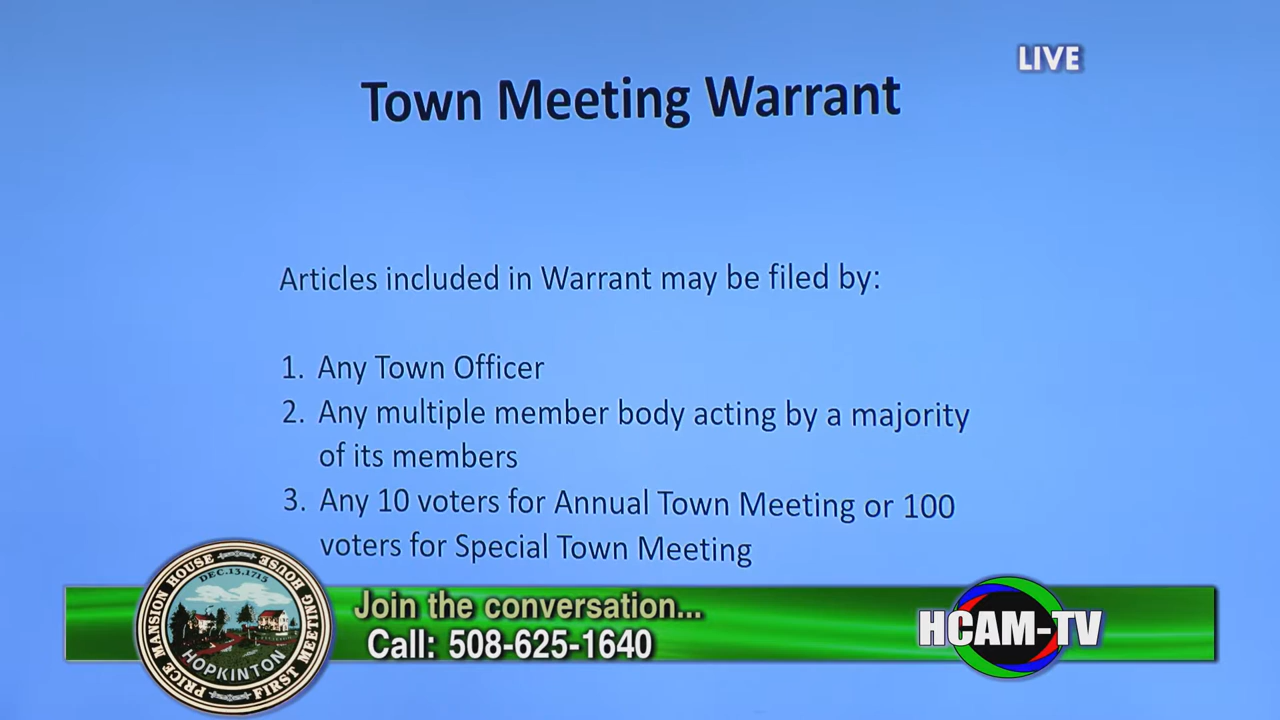 LIVE
Town Meeting Warrant
Articles included in Warrant may be filed by:
1. Any Town Officer
2. Any multiple member body acting by a majority
of its members
3. Any 10 voters for Annual Town Meeting or 100
voters for Special Town Meeting
Join the conversation...
Call: 508-625-1640
HCAM-TV
PRICE MANSION HOUSE
FIRST MEETING HOUSE
DEC.13.1715
HOPKINTON